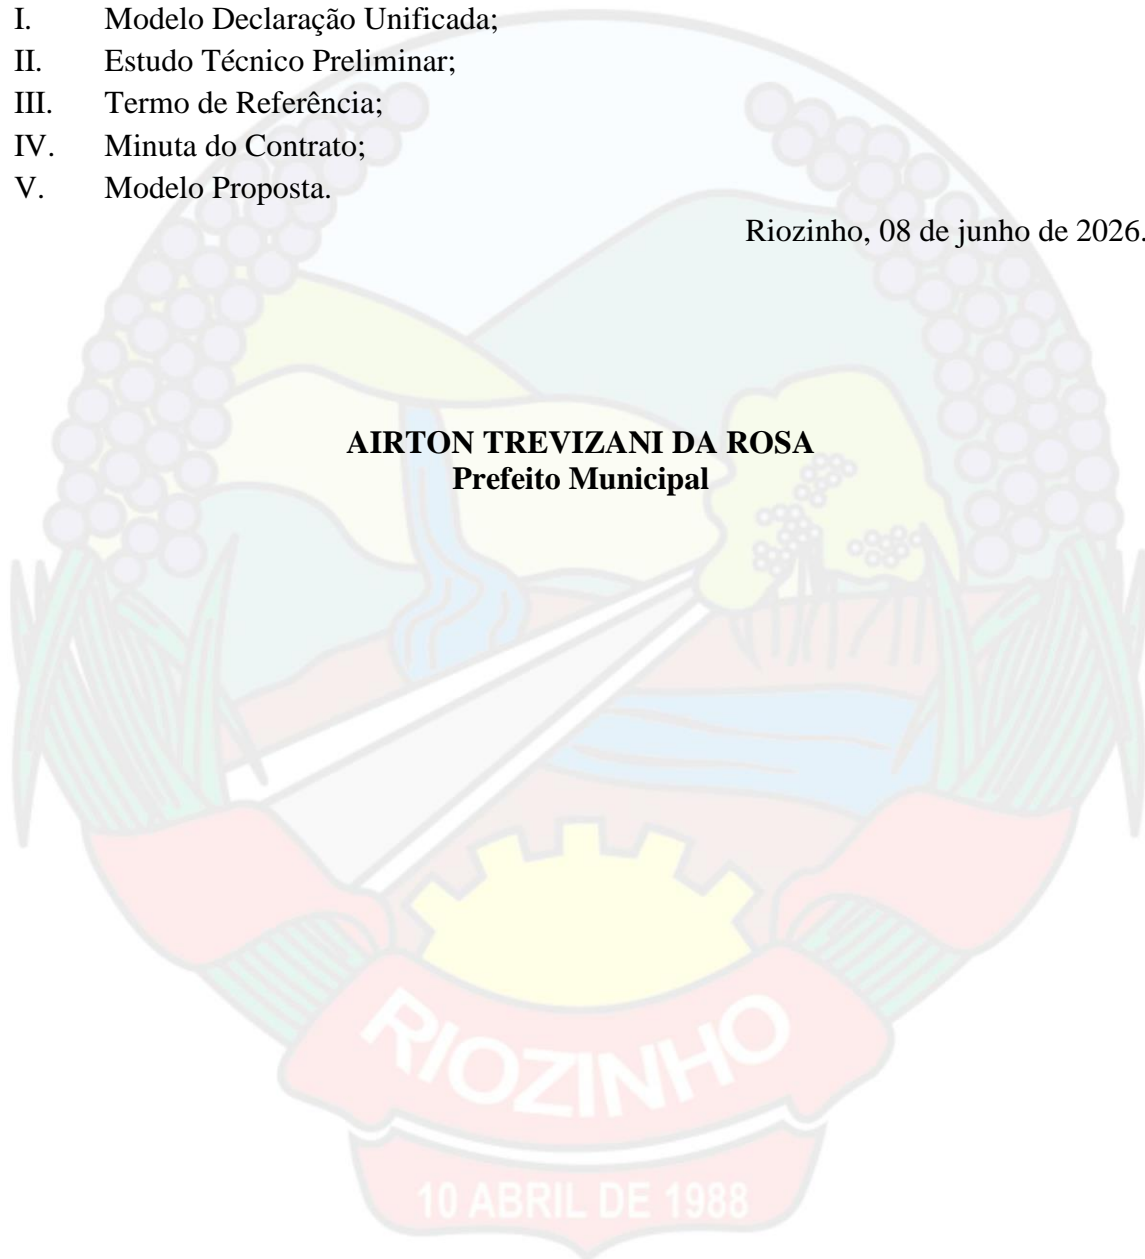 I. Modelo Declaração Unificada;
II. Estudo Técnico Preliminar;
III. Termo de Referência;
IV. Minuta do Contrato;
V. Modelo Proposta.
Riozinho, 08 de junho de 2026.
AIRTON TREVIZANI DA ROSA
Prefeito Municipal
RIOZINHO
10 ABRIL DE 1988